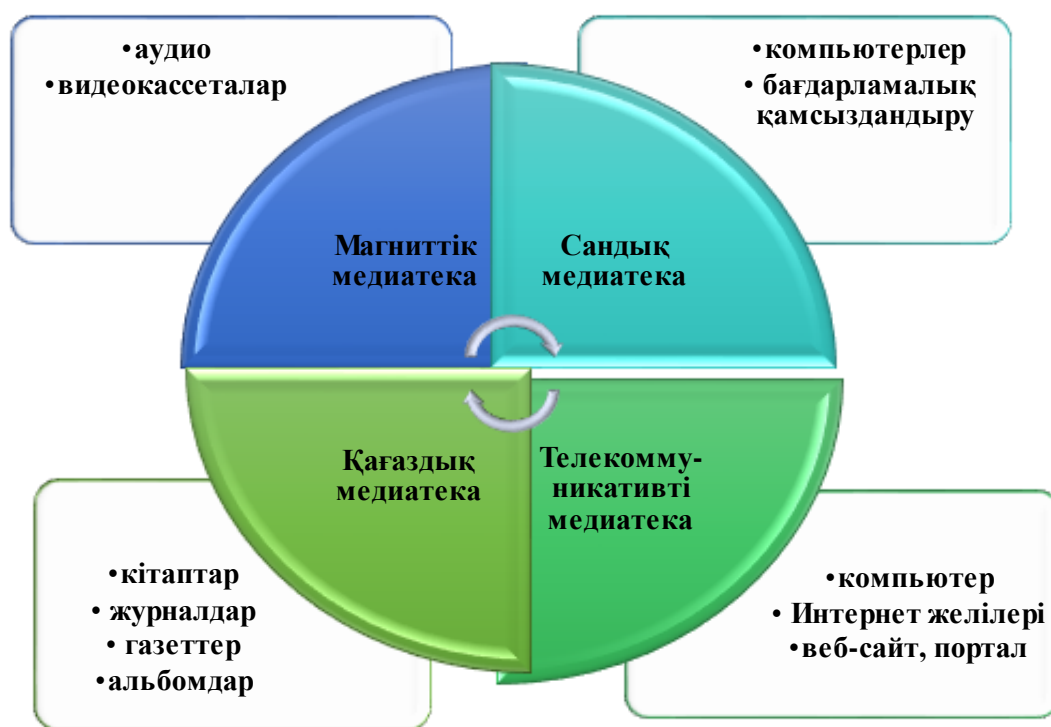 •аудио
•видеокассеталар
•компьютерлер
• бағдарламалық
қамсыздандыру
Магниттік
медиатека
Сандық
медиатека
Қағаздық
медиатека
Телекомму-
никативті
медиатека
•кітаптар
• журналдар
• газеттер
•альбомдар
•компьютер
• Интернет желілері
•веб-сайт, портал